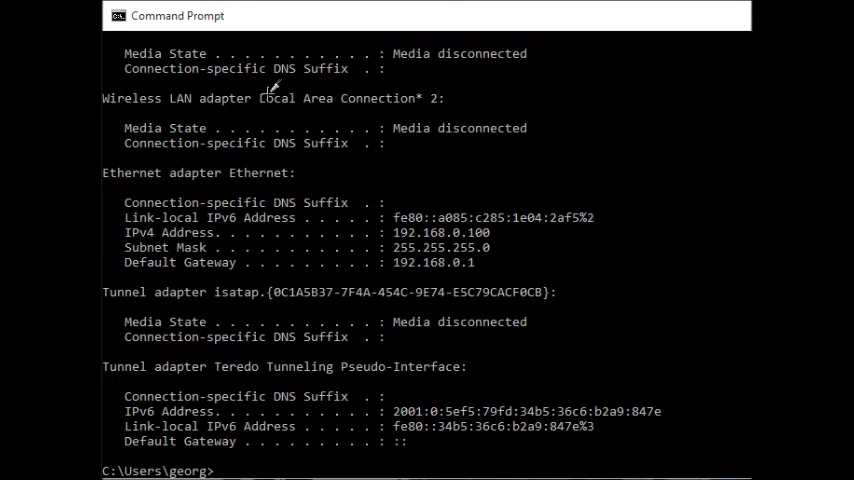 Command Prompt
Media State . . . . . . . . . . . : Media disconnected
Connection-specific DNS Suffix  . :
Wireless LAN adapter Local Area Connection* 2:
Media State . . . . . . . . . . . : Media disconnected
Connection-specific DNS Suffix  . :
Ethernet adapter Ethernet:
Connection-specific DNS Suffix  . :
Link-local IPv6 Address . . . . . : fe80::a085:c285:1e04:2af5%2
IPv4 Address. . . . . . . . . . . : 192.168.0.100
Subnet Mask . . . . . . . . . . . : 255.255.255.0
Default Gateway . . . . . . . . . : 192.168.0.1
Tunnel adapter isatap.{0C1A5B37-7F4A-454C-9E74-E5C79CACF0CB}:
Media State . . . . . . . . . . . : Media disconnected
Connection-specific DNS Suffix  . :
Tunnel adapter Teredo Tunneling Pseudo-Interface:
Connection-specific DNS Suffix  . :
IPv6 Address. . . . . . . . . . . : 2001:0:5ef5:79fd:34b5:36c6:b2a9:847e
Link-local IPv6 Address . . . . . : fe80::34b5:36c6:b2a9:847e%3
Default Gateway . . . . . . . . . : ::
C:\Users\georg>